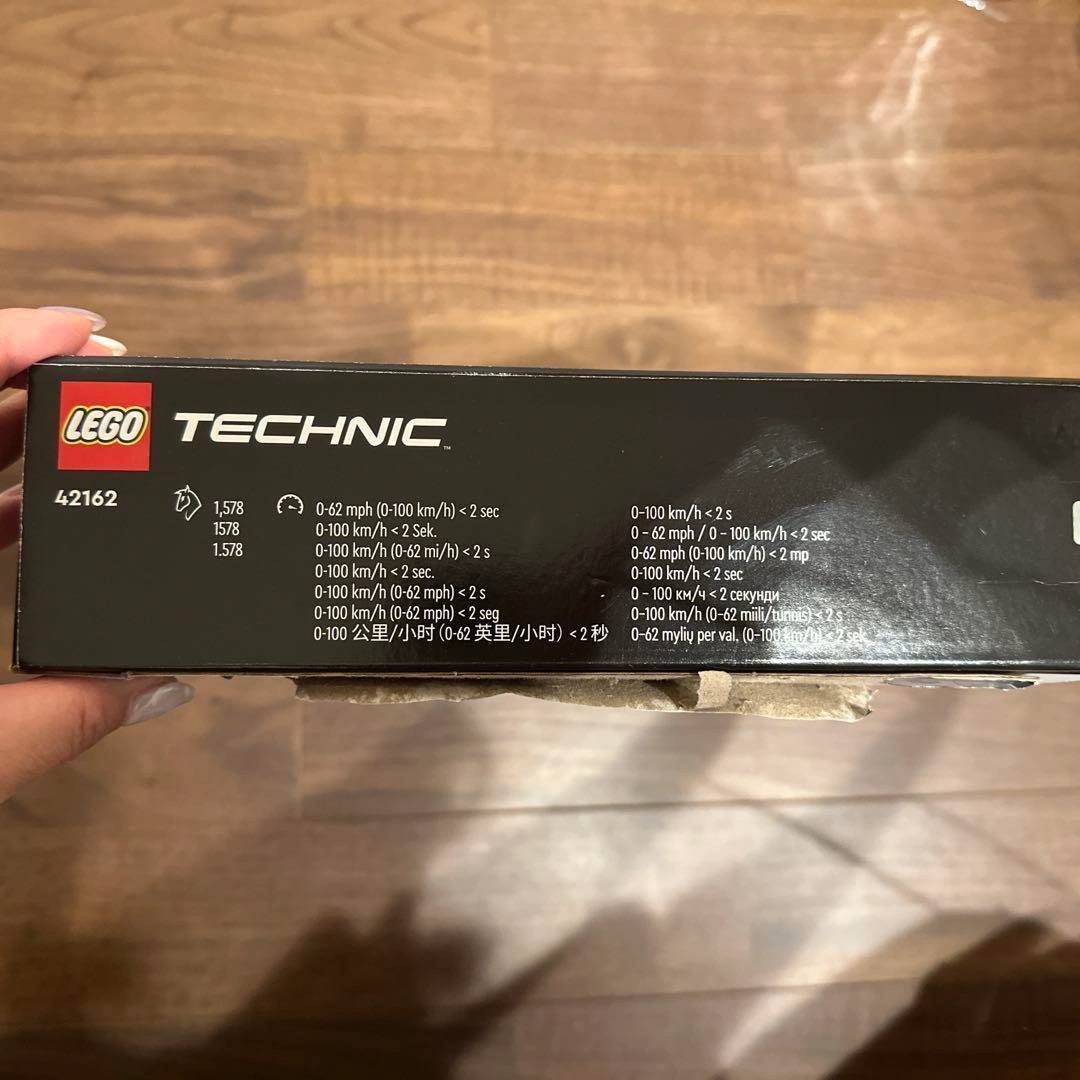 LEGO TECHNIC™
42162
1,578
1578
1.578
0-62 mph (0-100 km/h) < 2 sec
0-100 km/h < 2 Sek.
0-100 km/h (0-62 mi/h) < 2 s
0-100 km/h < 2 sec.
0-100 km/h (0-62 mph) < 2 s
0-100 km/h (0-62 mph) < 2 seg
0-100 公里/小时 (0-62 英里/小时) < 2 秒
0-100 km/h < 2 s
0 – 62 mph / 0 – 100 km/h < 2 sec
0-62 mph (0-100 km/h) < 2 mp
0-100 km/h < 2 sec
0 – 100 км/ч < 2 секунди
0-100 km/h (0-62 miili/tunnis) < 2 s
0-62 mylių per val. (0-100 km/h) < 2 sek.